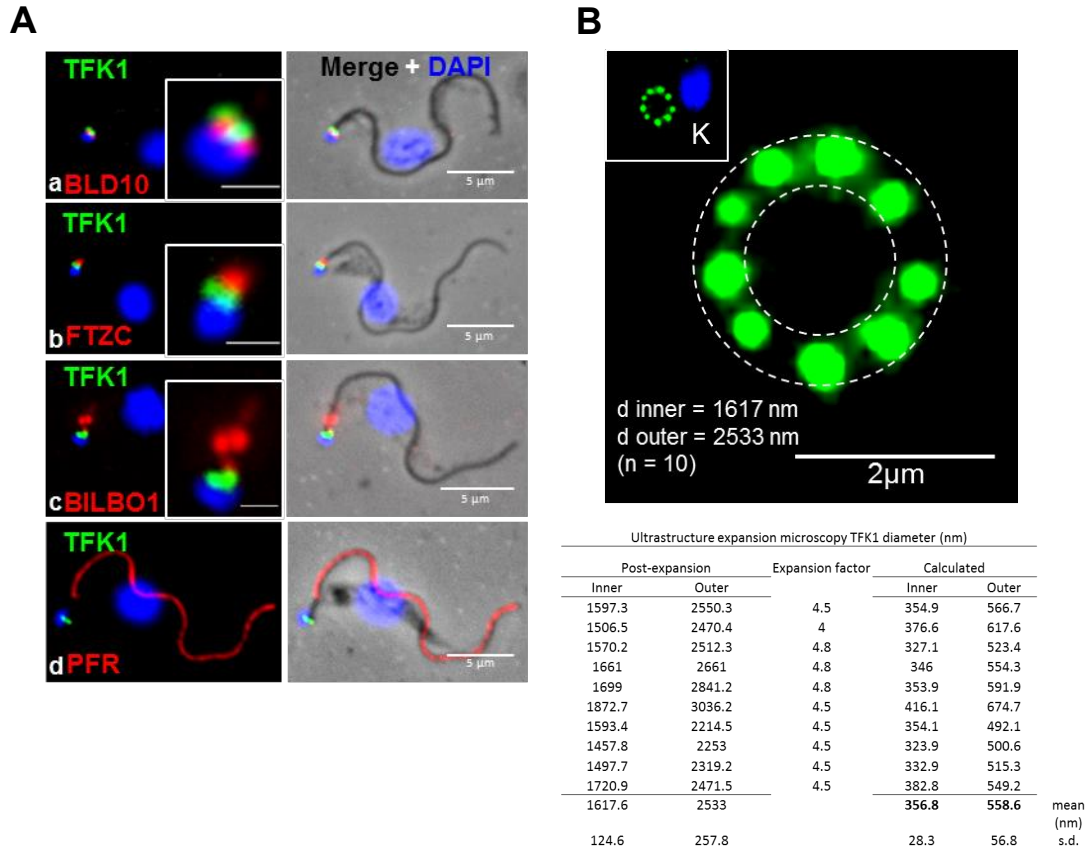 A
TFK1
Merge + DAPI
a BLD10
5 µm
TFK1
b FTZC
5 µm
TFK1
c BILBO1
5 µm
TFK1
d PFR
5 µm
B
K
d inner = 1617 nm
d outer = 2533 nm
(n = 10)
2µm
Ultrastructure expansion microscopy TFK1 diameter (nm)
Post-expansion Expansion factor Calculated
Inner Outer Inner Outer
1597.3 2550.3 4.5 354.9 566.7
1506.5 2470.4 4 376.6 617.6
1570.2 2512.3 4.8 327.1 523.4
1661 2661 4.8 346 554.3
1699 2841.2 4.8 353.9 591.9
1872.7 3036.2 4.5 416.1 674.7
1593.4 2214.5 4.5 354.1 492.1
1457.8 2253 4.5 323.9 500.6
1497.7 2319.2 4.5 332.9 515.3
1720.9 2471.5 4.5 382.8 549.2
1617.6 2533 356.8 558.6 mean
(nm)
124.6 257.8 28.3 56.8 s.d.